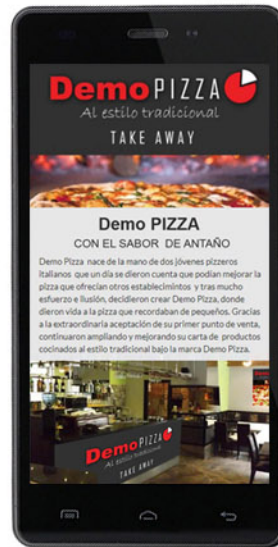 Demo PIZZA
Al estilo tradicional
TAKE AWAY
Demo PIZZA
CON EL SABOR DE ANTAÑO
Demo Pizza nace de la mano de dos jóvenes pizzeros
italianos que un día se dieron cuenta que podían mejorar la
pizza que ofrecían otros establecimintos y tras mucho
esfuerzo e ilusión, decidieron crear Demo Pizza, donde
dieron vida a la pizza que recordaban de pequeños. Gracias
a la extraordinaria aceptación de su primer punto de venta,
continuaron ampliando y mejorando su carta de productos
cocinados al estilo tradicional bajo la marca Demo Pizza.
Demo PIZZA
Al estilo tradicional
TAKE AWAY